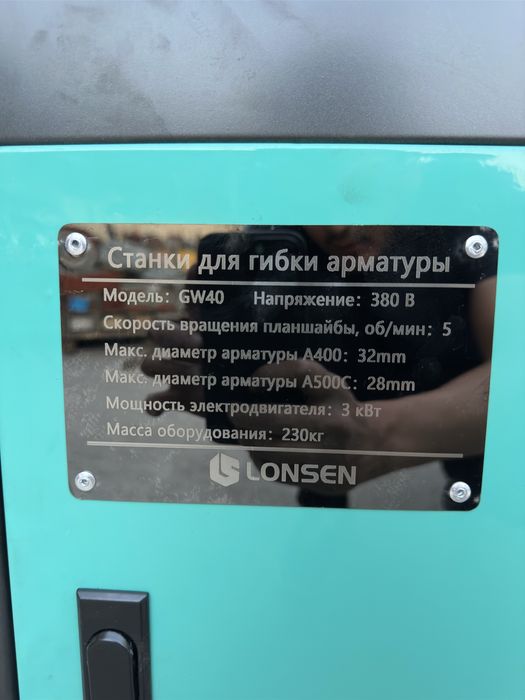 Станки для гибки арматуры
Модель: GW40 Напряжение: 380 В
Скорость вращения планшайбы, об/мин: 5
Макс. диаметр арматуры А400: 32mm
Макс. диаметр арматуры А500С: 28mm
Мощность электродвигателя: 3 кВт
Масса оборудования: 230кг
LONSEN